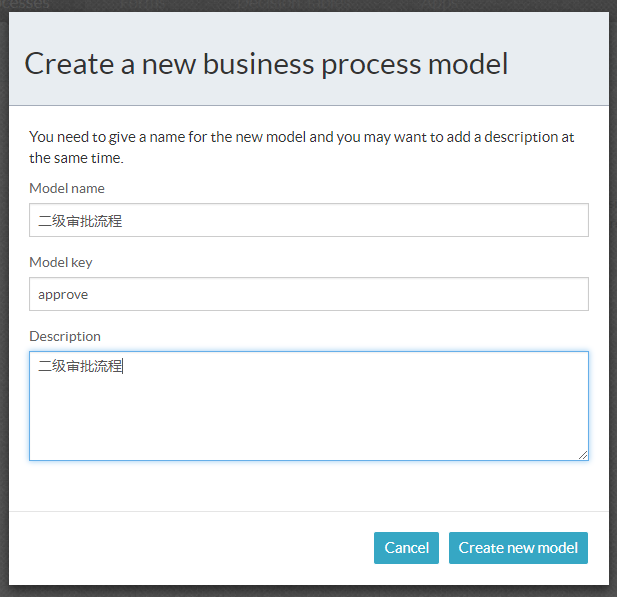 Create a new business process model
You need to give a name for the new model and you may want to add a description at
the same time.
Model name
二级审批流程
Model key
approve
Description
二级审批流程
Cancel
Create new model